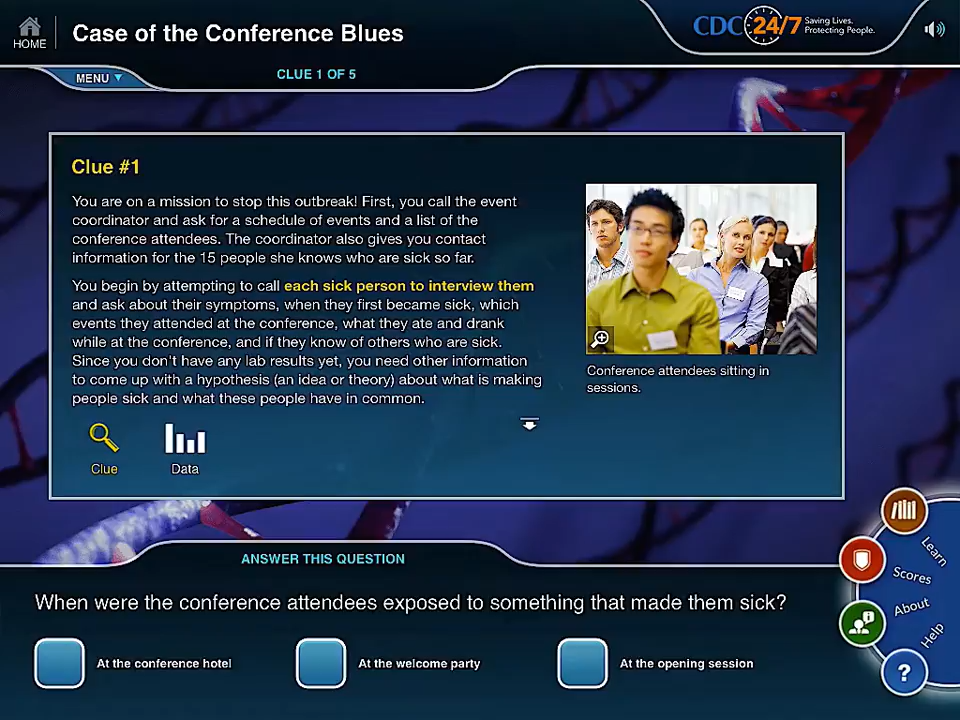 HOME
Case of the Conference Blues
CDC 24/7 Saving Lives.
Protecting People.
MENU
CLUE 1 OF 5
Clue #1
You are on a mission to stop this outbreak! First, you call the event
coordinator and ask for a schedule of events and a list of the
conference attendees. The coordinator also gives you contact
information for the 15 people she knows who are sick so far.
You begin by attempting to call each sick person to interview them
and ask about their symptoms, when they first became sick, which
events they attended at the conference, what they ate and drank
while at the conference, and if they know of others who are sick.
Since you don't have any lab results yet, you need other information
to come up with a hypothesis (an idea or theory) about what is making
people sick and what these people have in common.
Conference attendees sitting in
sessions.
Clue
Data
Learn
Scores
About
Help
?
ANSWER THIS QUESTION
When were the conference attendees exposed to something that made them sick?
At the conference hotel
At the welcome party
At the opening session